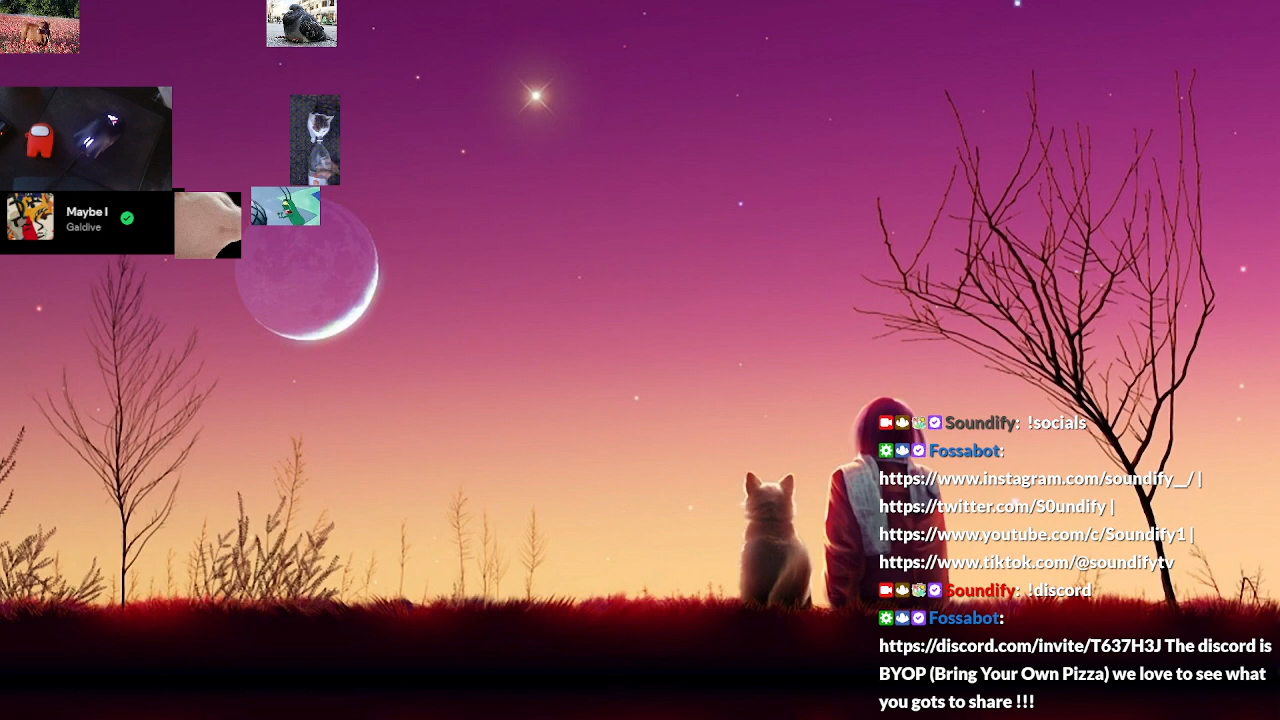 Maybe I
Galdive
Soundify: !socials
Fossabot:
https://www.instagram.com/soundify__/ |
https://twitter.com/S0undify |
https://www.youtube.com/c/Soundify1 |
https://www.tiktok.com/@soundifytv
Soundify: !discord
Fossabot:
https://discord.com/invite/T637H3J The discord is
BYOP (Bring Your Own Pizza) we love to see what
you gots to share !!!